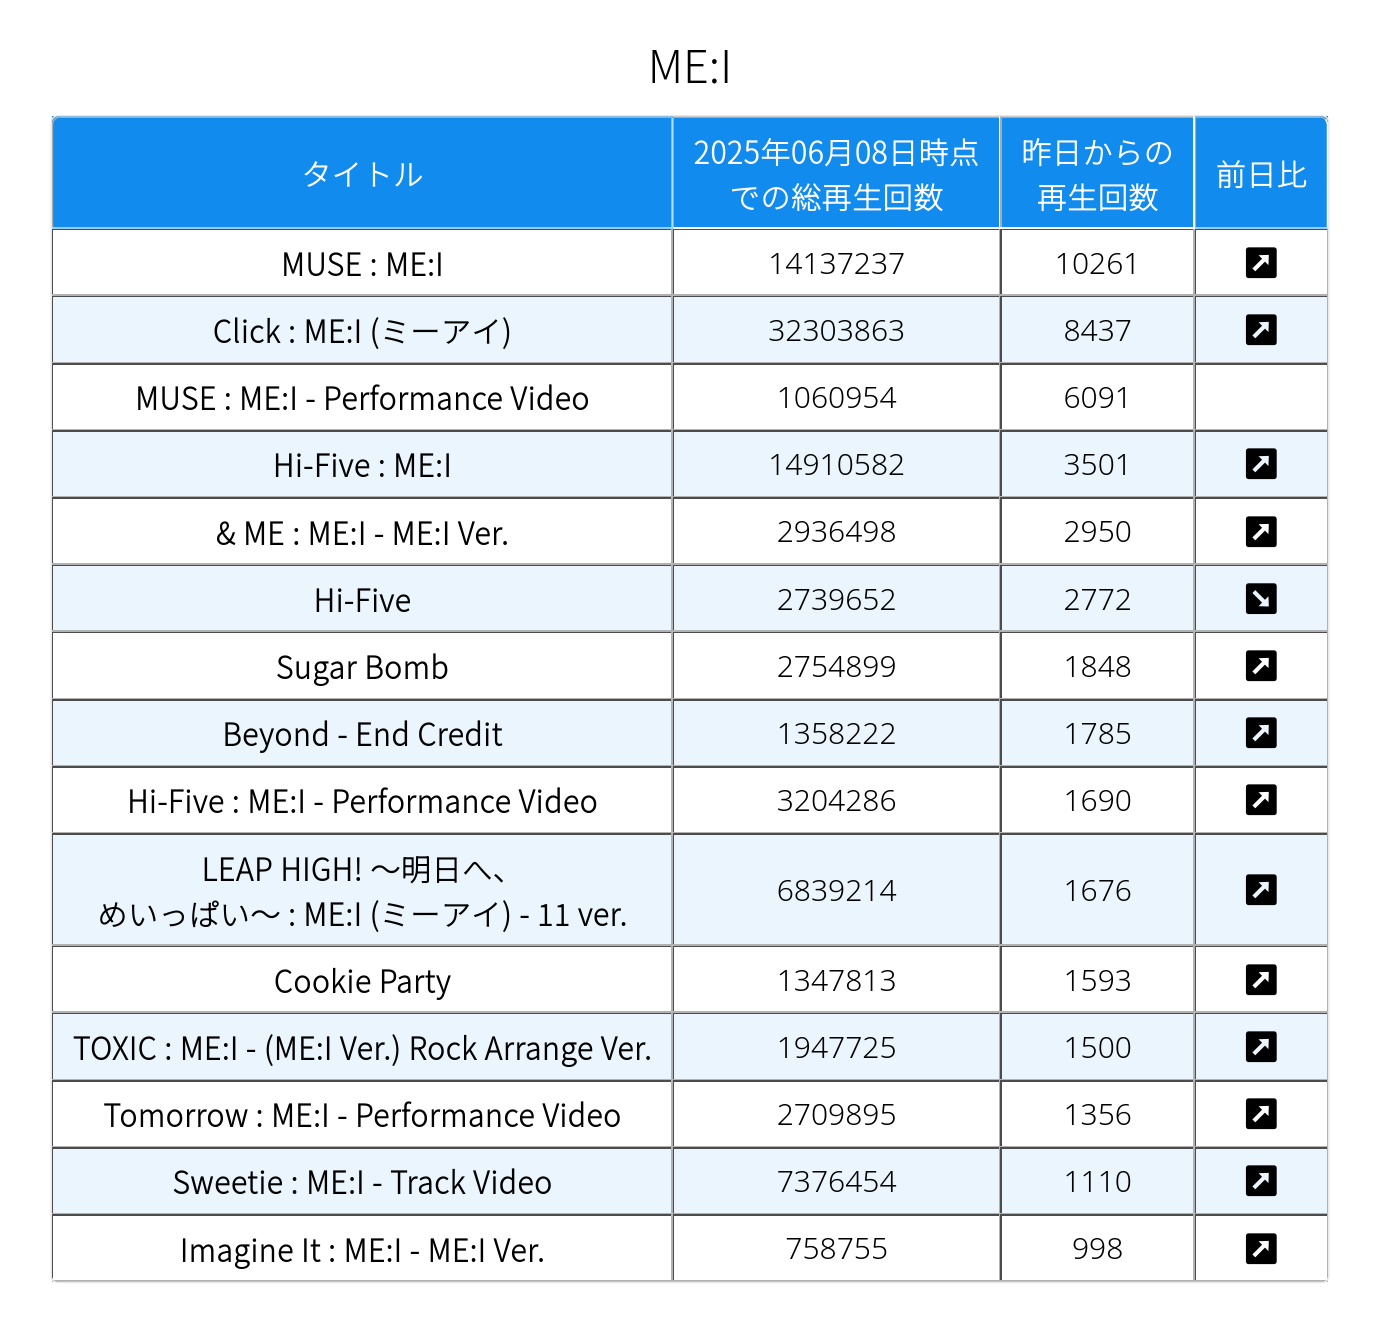 ME:I
タイトル
2025年06月08日時点
での総再生回数
昨日からの
再生回数
前日比
MUSE : ME:I 14137237 10261
Click : ME:I (ミーアイ) 32303863 8437
MUSE : ME:I - Performance Video 1060954 6091
Hi-Five : ME:I 14910582 3501
& ME : ME:I - ME:I Ver. 2936498 2950
Hi-Five 2739652 2772
Sugar Bomb 2754899 1848
Beyond - End Credit 1358222 1785
Hi-Five : ME:I - Performance Video 3204286 1690
LEAP HIGH! 〜明日へ、
めいっぱい〜 : ME:I (ミーアイ) - 11 ver. 6839214 1676
Cookie Party 1347813 1593
TOXIC : ME:I - (ME:I Ver.) Rock Arrange Ver. 1947725 1500
Tomorrow : ME:I - Performance Video 2709895 1356
Sweetie : ME:I - Track Video 7376454 1110
Imagine It : ME:I - ME:I Ver. 758755 998